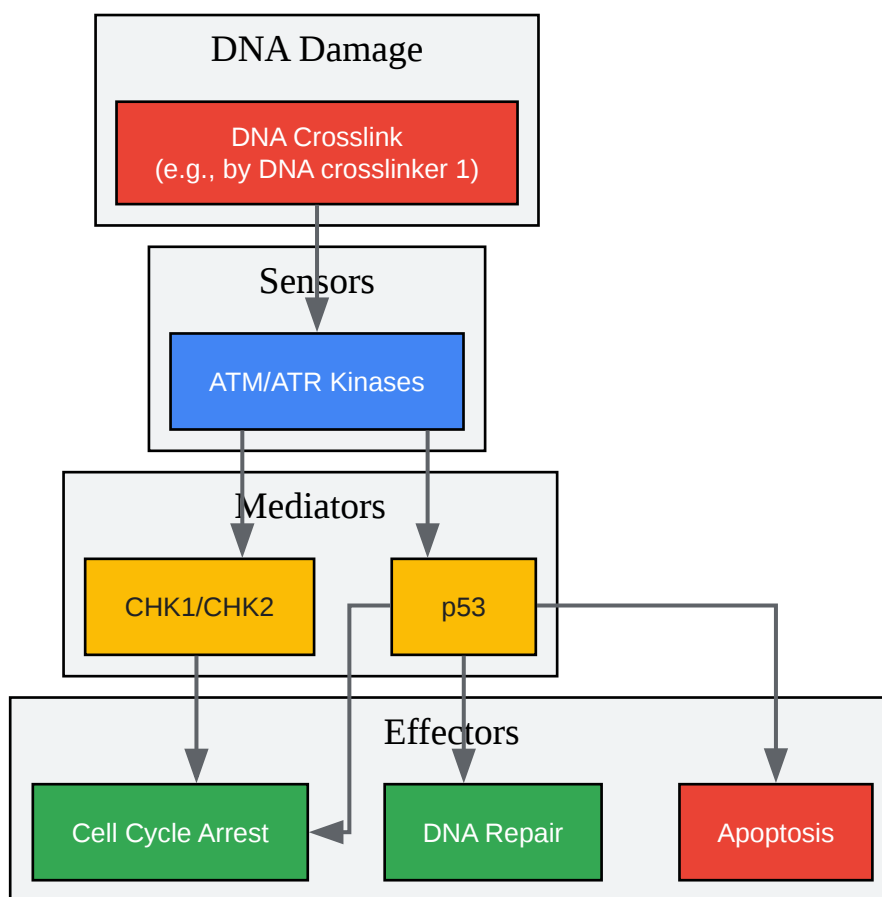 DNA Damage
DNA Crosslink
(e.g., by DNA crosslinker 1)
Sensors
ATM/ATR Kinases
Mediators
CHK1/CHK2
p53
Effectors
Cell Cycle Arrest
DNA Repair
Apoptosis